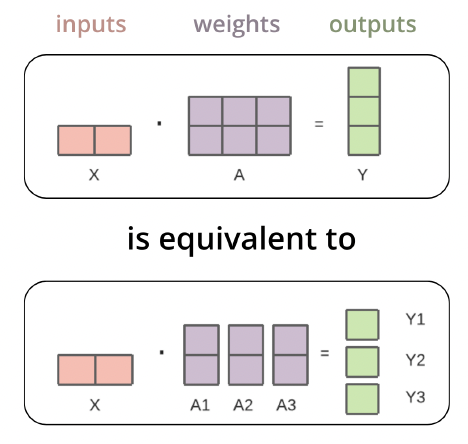 inputs weights outputs
· =
X A Y
is equivalent to
Y1
· = Y2
Y3
X A1 A2 A3